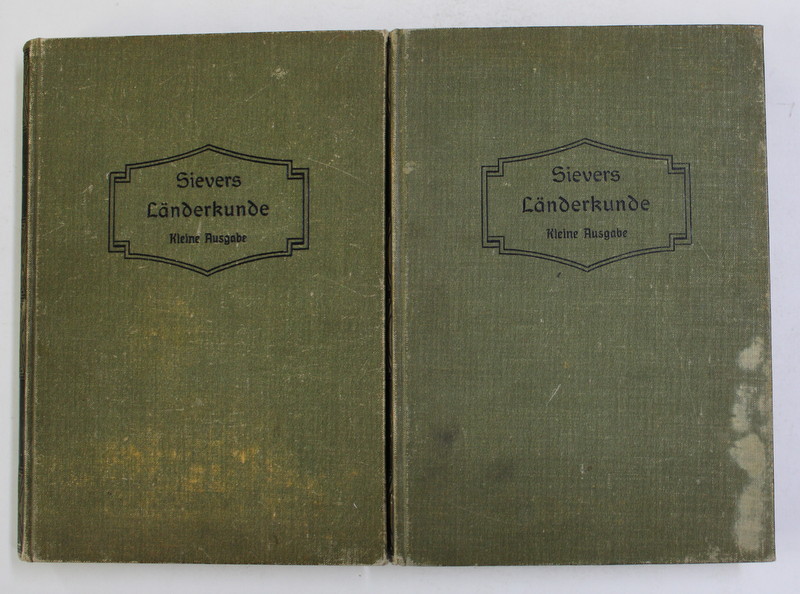 Sievers
Länderkunde
Kleine Ausgabe
Sievers
Länderkunde
Kleine Ausgabe